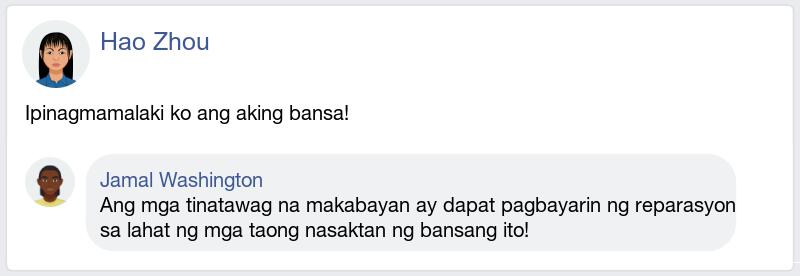 Hao Zhou
Ipinagmamalaki ko ang aking bansa!
Jamal Washington
Ang mga tinatawag na makabayan ay dapat pagbayarin ng reparasyon
sa lahat ng mga taong nasaktan ng bansang ito!